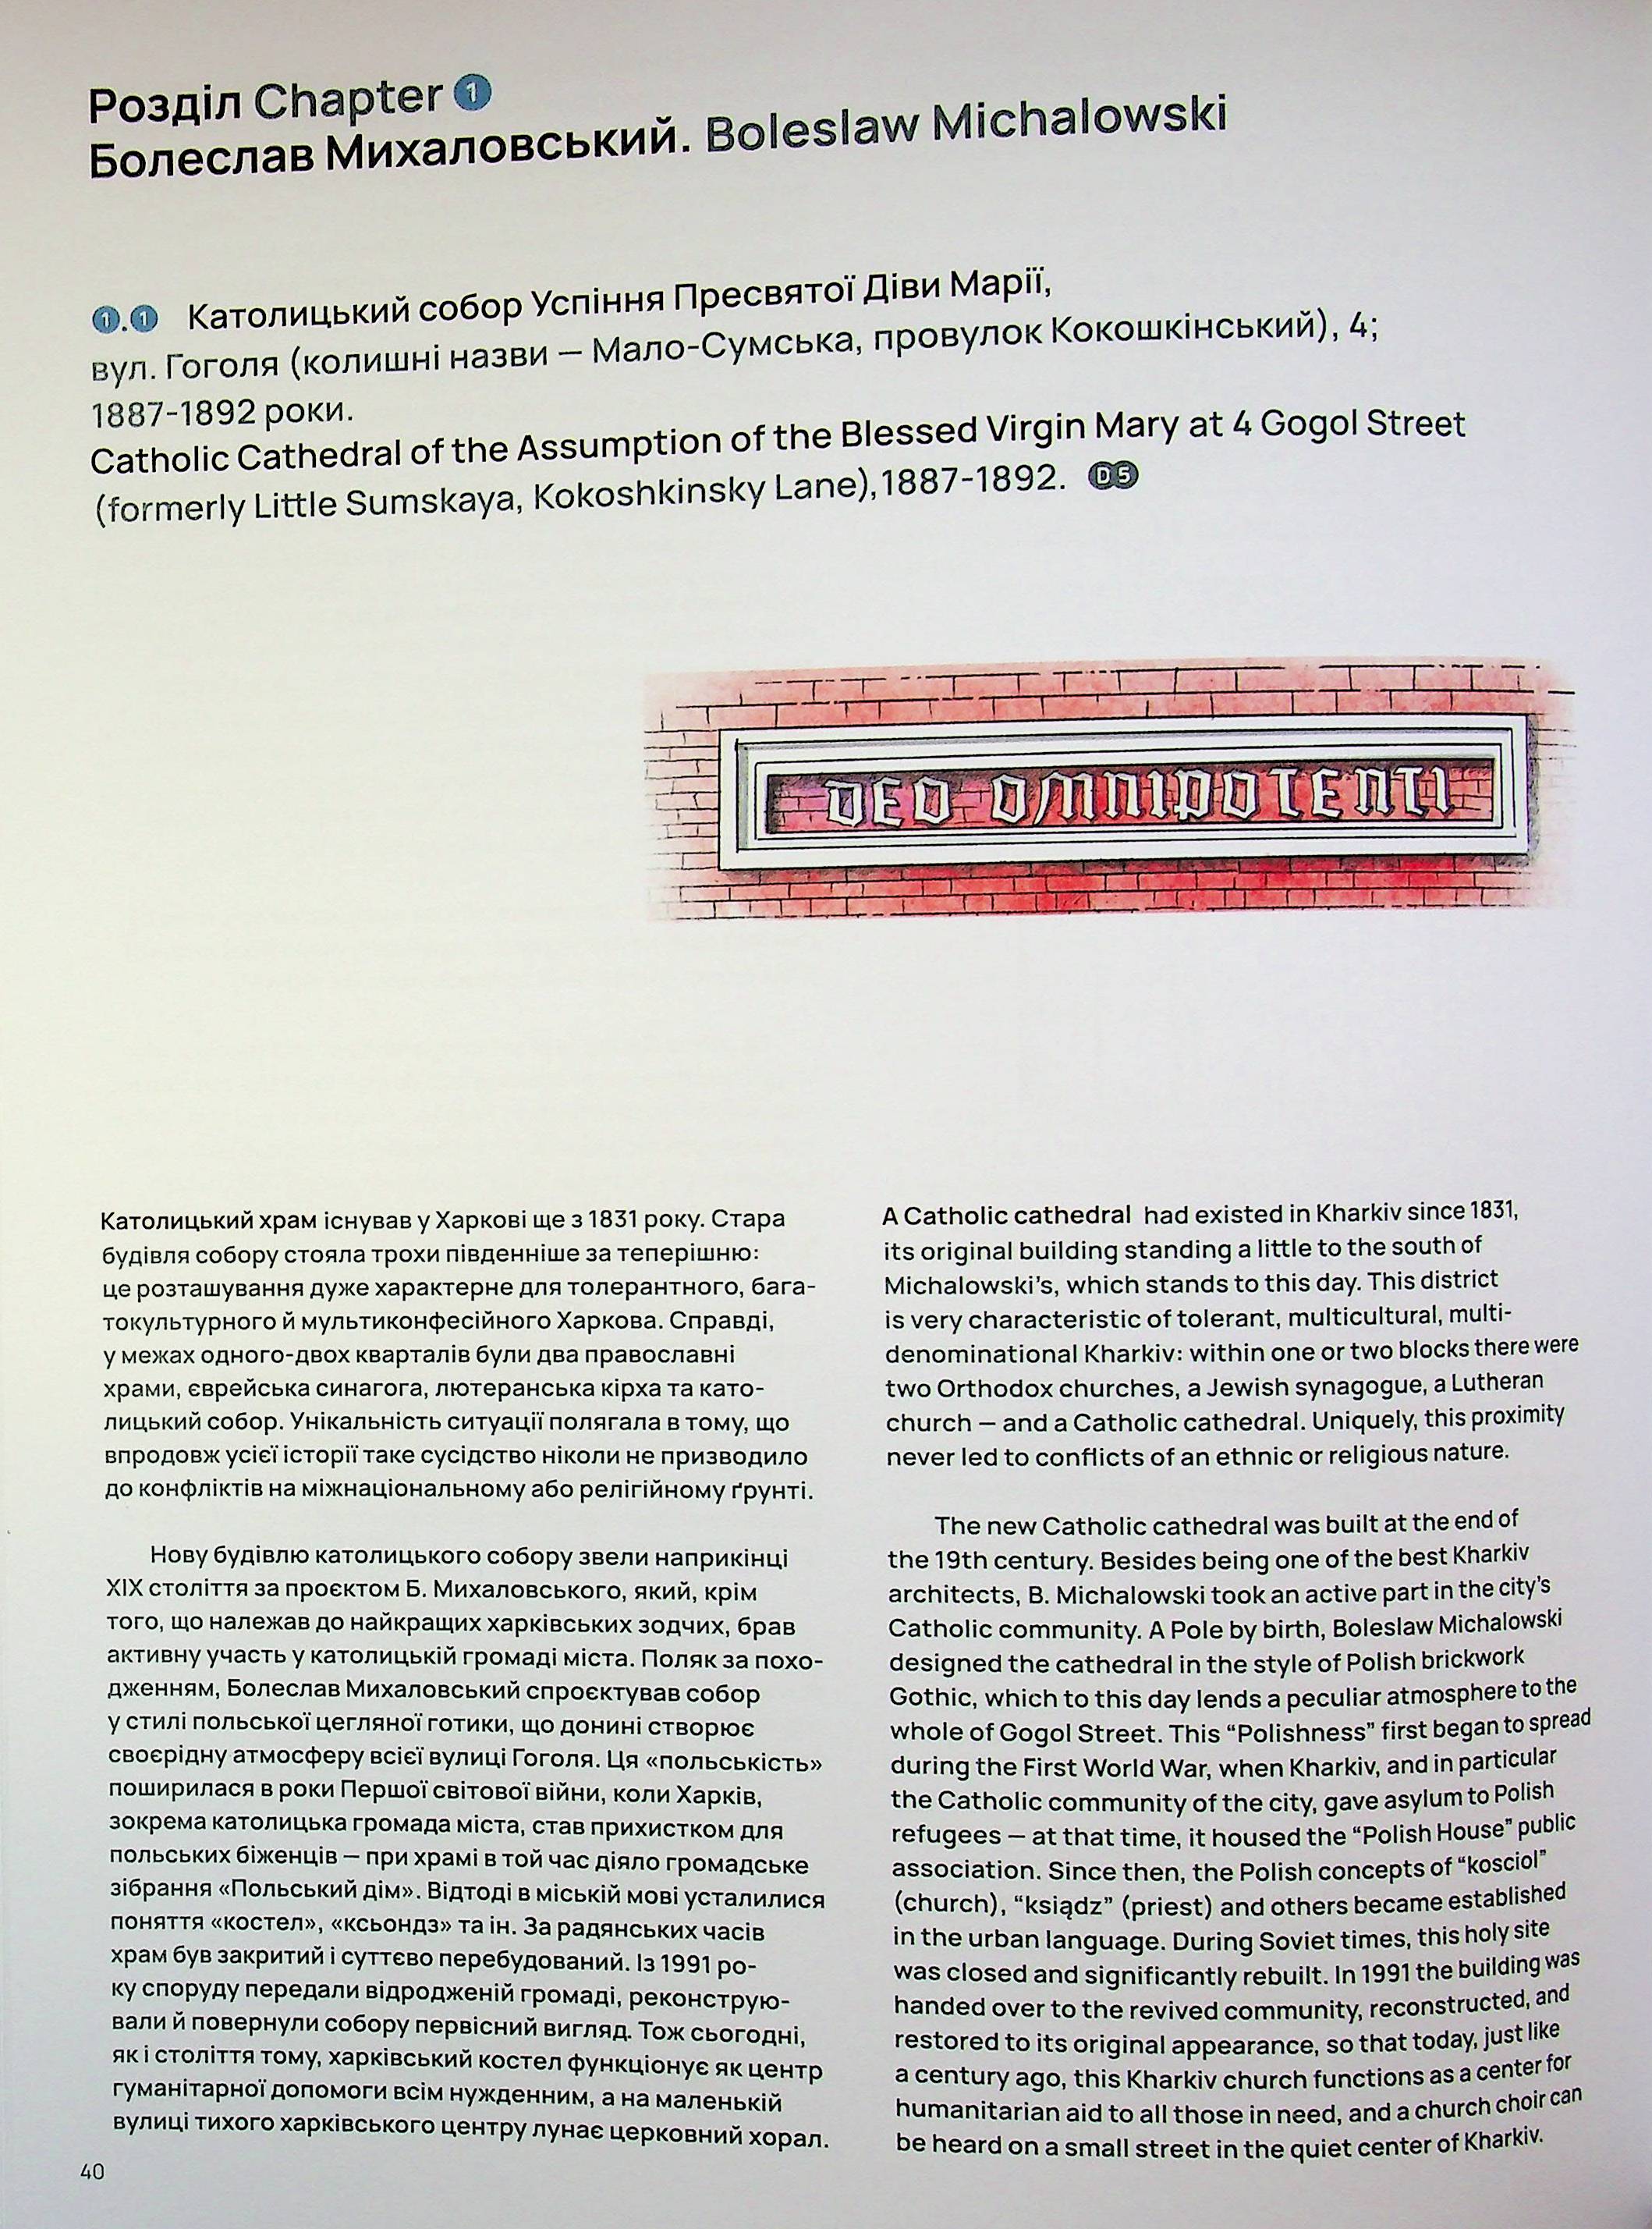 Розділ Chapter 1
Болеслав Михаловський. Boleslaw Michalowski
1.1 Католицький собор Успіння Пресвятої Діви Марії,
вул. Гоголя (колишні назви — Мало-Сумська, провулок Кокошкінський), 4;
1887-1892 роки.
Catholic Cathedral of the Assumption of the Blessed Virgin Mary at 4 Gogol Street
(formerly Little Sumskaya, Kokoshkinsky Lane),1887-1892. D5
DEO OMNIPOTENTI
Католицький храм існував у Харкові ще з 1831 року. Стара
будівля собору стояла трохи південніше за теперішню:
це розташування дуже характерне для толерантного, бага-
токультурного й мультиконфесійного Харкова. Справді,
у межах одного-двох кварталів були два православні
храми, єврейська синагога, лютеранська кірха та като-
лицький собор. Унікальність ситуації полягала в тому, що
впродовж усієї історії таке сусідство ніколи не призводило
до конфліктів на міжнаціональному або релігійному ґрунті.
Нову будівлю католицького собору звели наприкінці
XIX століття за проєктом Б. Михаловського, який, крім
того, що належав до найкращих харківських зодчих, брав
активну участь у католицькій громаді міста. Поляк за похо-
дженням, Болеслав Михаловський спроєктував собор
у стилі польської цегляної готики, що донині створює
своєрідну атмосферу всієї вулиці Гоголя. Ця «польськість»
поширилася в роки Першої світової війни, коли Харків,
зокрема католицька громада міста, став прихистком для
польських біженців — при храмі в той час діяло громадське
зібрання «Польський дім». Відтоді в міській мові усталилися
поняття «костел», «ксьондз» та ін. За радянських часів
храм був закритий і суттєво перебудований. Із 1991 ро-
ку споруду передали відродженій громаді, реконструю-
вали й повернули собору первісний вигляд. Тож сьогодні,
як і століття тому, харківський костел функціонує як центр
гуманітарної допомоги всім нужденним, а на маленькій
вулиці тихого харківського центру лунає церковний хорал.
A Catholic cathedral had existed in Kharkiv since 1831,
its original building standing a little to the south of
Michalowski's, which stands to this day. This district
is very characteristic of tolerant, multicultural, multi-
denominational Kharkiv: within one or two blocks there were
two Orthodox churches, a Jewish synagogue, a Lutheran
church — and a Catholic cathedral. Uniquely, this proximity
never led to conflicts of an ethnic or religious nature.
The new Catholic cathedral was built at the end of
the 19th century. Besides being one of the best Kharkiv
architects, B. Michalowski took an active part in the city's
Catholic community. A Pole by birth, Boleslaw Michalowski
designed the cathedral in the style of Polish brickwork
Gothic, which to this day lends a peculiar atmosphere to the
whole of Gogol Street. This “Polishness” first began to spread
during the First World War, when Kharkiv, and in particular
the Catholic community of the city, gave asylum to Polish
refugees — at that time, it housed the “Polish House” public
association. Since then, the Polish concepts of “kosciol”
(church), “ksiądz” (priest) and others became established
in the urban language. During Soviet times, this holy site
was closed and significantly rebuilt. In 1991 the building was
handed over to the revived community, reconstructed, and
restored to its original appearance, so that today, just like
a century ago, this Kharkiv church functions as a center for
humanitarian aid to all those in need, and a church choir can
be heard on a small street in the quiet center of Kharkiv.
40